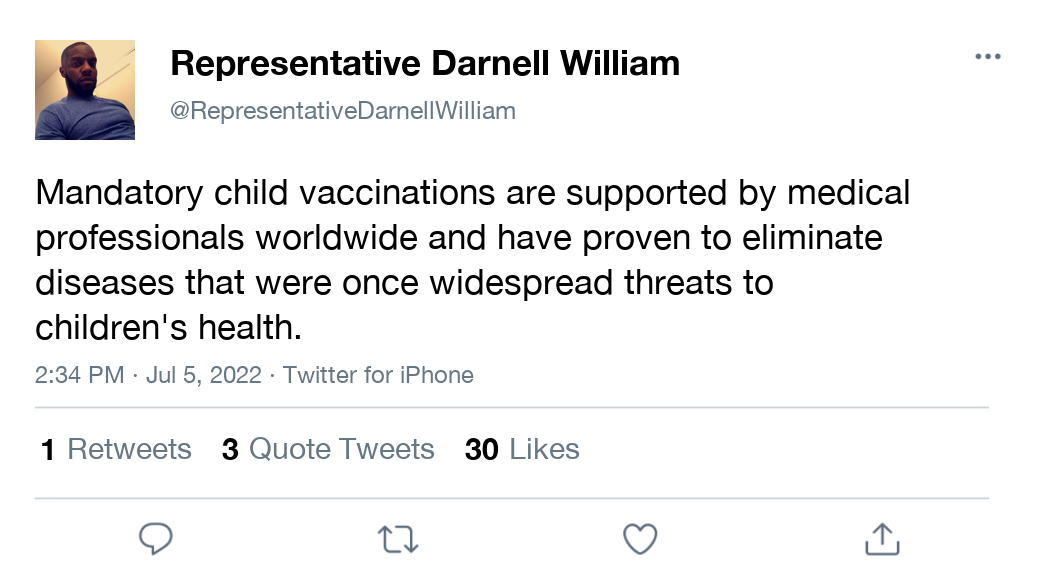 Representative Darnell William
@RepresentativeDarnellWilliam
Mandatory child vaccinations are supported by medical
professionals worldwide and have proven to eliminate
diseases that were once widespread threats to
children's health.
2:34 PM · Jul 5, 2022 · Twitter for iPhone
1 Retweets 3 Quote Tweets 30 Likes